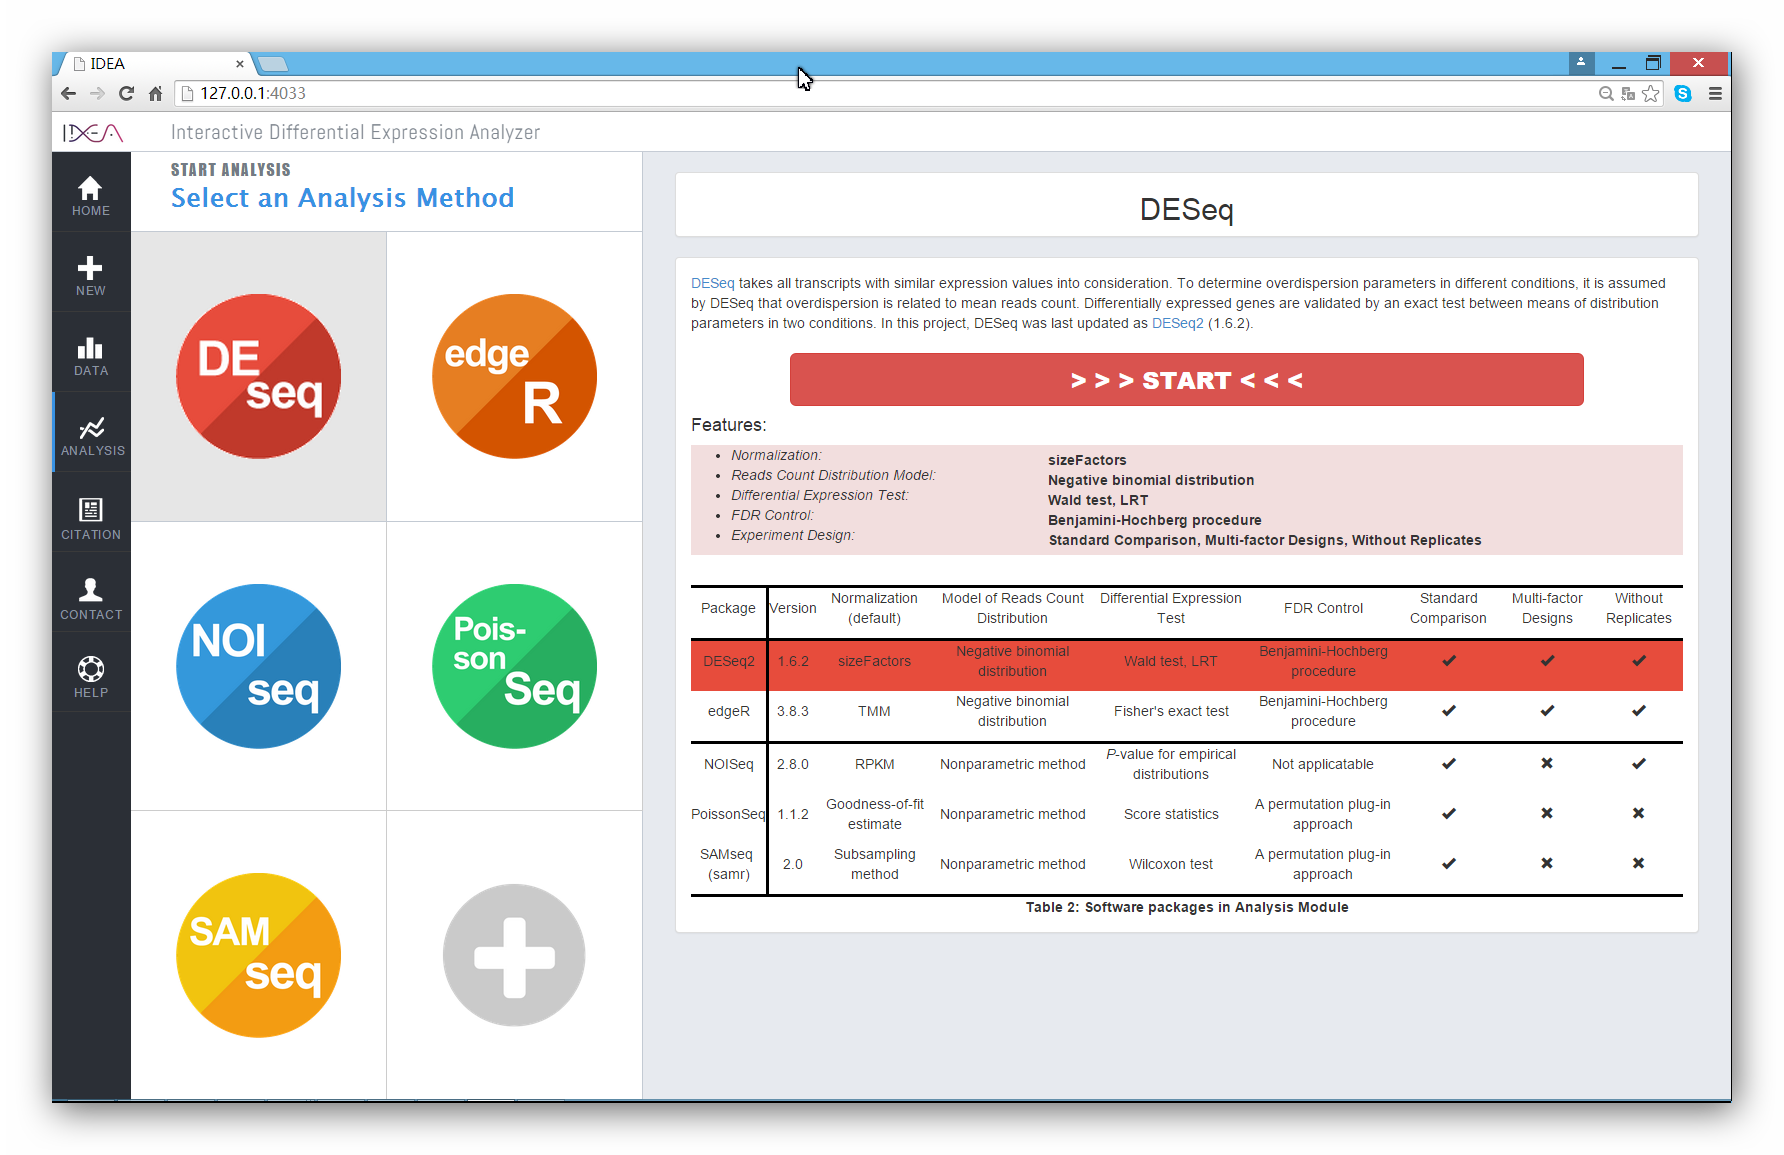 IDEA
127.0.0.1:4033
IDEA
Interactive Differential Expression Analyzer
HOME
NEW
DATA
ANALYSIS
CITATION
CONTACT
HELP
START ANALYSIS
Select an Analysis Method
DE
seq
edge
R
NOI
seq
Pois-
son
Seq
SAM
seq
DESeq
DESeq takes all transcripts with similar expression values into consideration. To determine overdispersion parameters in different conditions, it is assumed
by DESeq that overdispersion is related to mean reads count. Differentially expressed genes are validated by an exact test between means of distribution
parameters in two conditions. In this project, DESeq was last updated as DESeq2 (1.6.2).
> > > START < < <
Features:
• Normalization: sizeFactors
• Reads Count Distribution Model: Negative binomial distribution
• Differential Expression Test: Wald test, LRT
• FDR Control: Benjamini-Hochberg procedure
• Experiment Design: Standard Comparison, Multi-factor Designs, Without Replicates
Package Version Normalization (default) Model of Reads Count Distribution Differential Expression Test FDR Control Standard Comparison Multi-factor Designs Without Replicates
DESeq2 1.6.2 sizeFactors Negative binomial distribution Wald test, LRT Benjamini-Hochberg procedure ✔ ✔ ✔
edgeR 3.8.3 TMM Negative binomial distribution Fisher's exact test Benjamini-Hochberg procedure ✔ ✔ ✔
NOISeq 2.8.0 RPKM Nonparametric method P-value for empirical distributions Not applicatable ✔ ✖ ✔
PoissonSeq 1.1.2 Goodness-of-fit estimate Nonparametric method Score statistics A permutation plug-in approach ✔ ✖ ✖
SAMseq (samr) 2.0 Subsampling method Nonparametric method Wilcoxon test A permutation plug-in approach ✔ ✖ ✖
Table 2: Software packages in Analysis Module